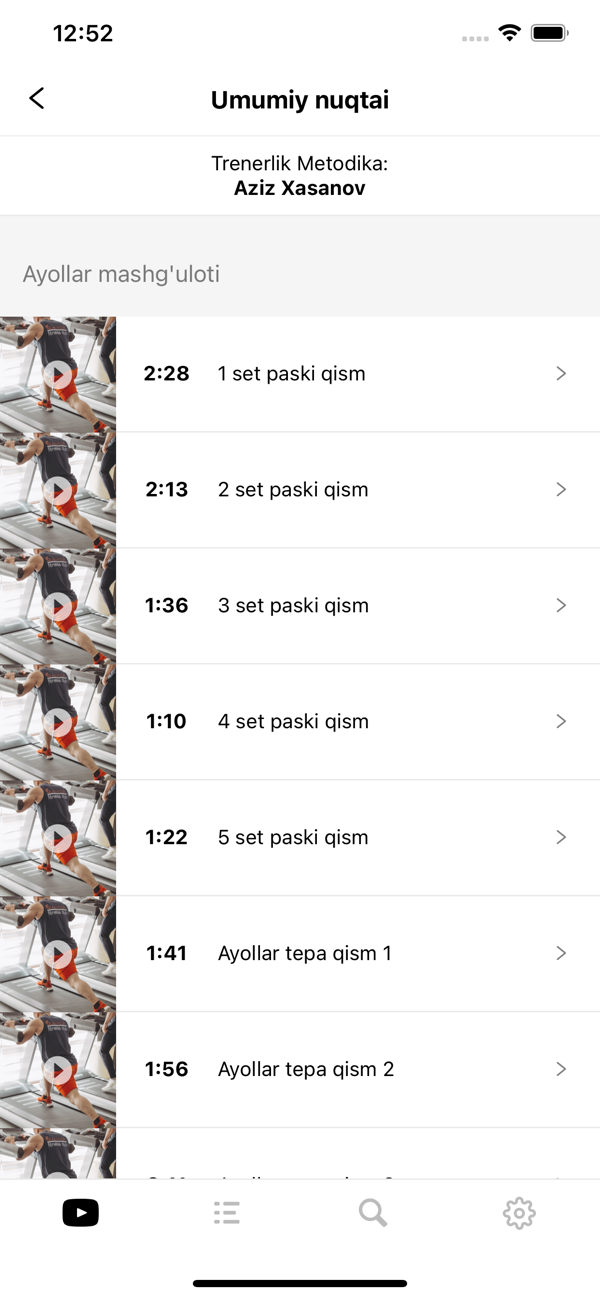 12:52
Umumiy nuqtai
Trenerlik Metodika:
Aziz Xasanov
Ayollar mashg'uloti
2:28 1 set paski qism
2:13 2 set paski qism
1:36 3 set paski qism
1:10 4 set paski qism
1:22 5 set paski qism
1:41 Ayollar tepa qism 1
1:56 Ayollar tepa qism 2